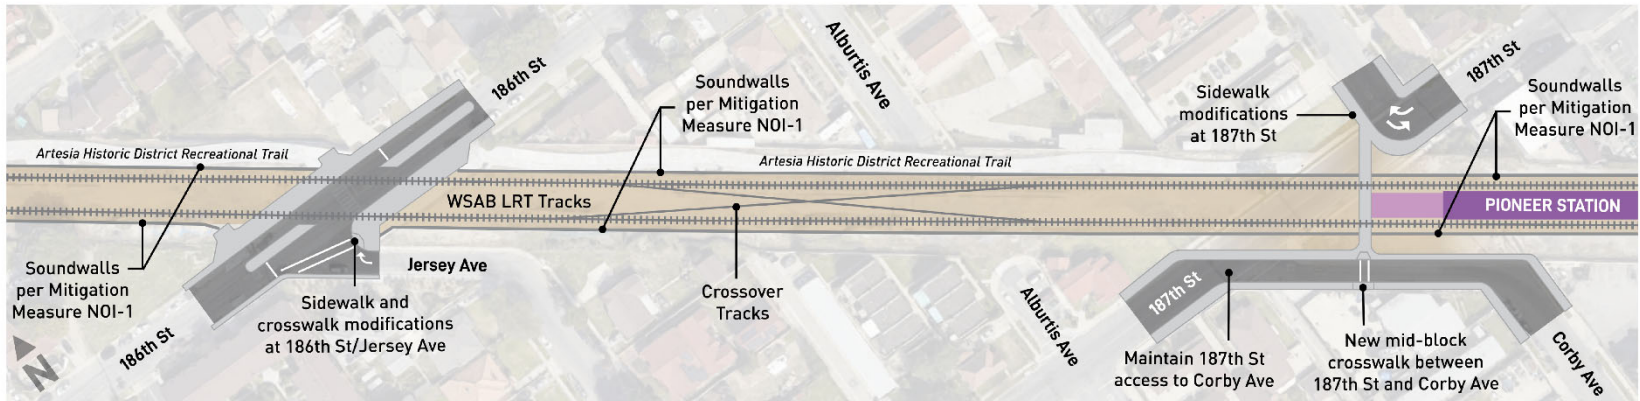 186th St
Soundwalls
per Mitigation
Measure NOI-1
Alburtis Ave
187th St
Sidewalk
modifications
at 187th St
Soundwalls
per Mitigation
Measure NOI-1
Artesia Historic District Recreational Trail
Artesia Historic District Recreational Trail
WSAB LRT Tracks
PIONEER STATION
Soundwalls
per Mitigation
Measure NOI-1
Jersey Ave
186th St
Sidewalk and
crosswalk modifications
at 186th St/Jersey Ave
Crossover
Tracks
Alburtis Ave
187th St
Maintain 187th St
access to Corby Ave
New mid-block
crosswalk between
187th St and Corby Ave
Corby Ave
N